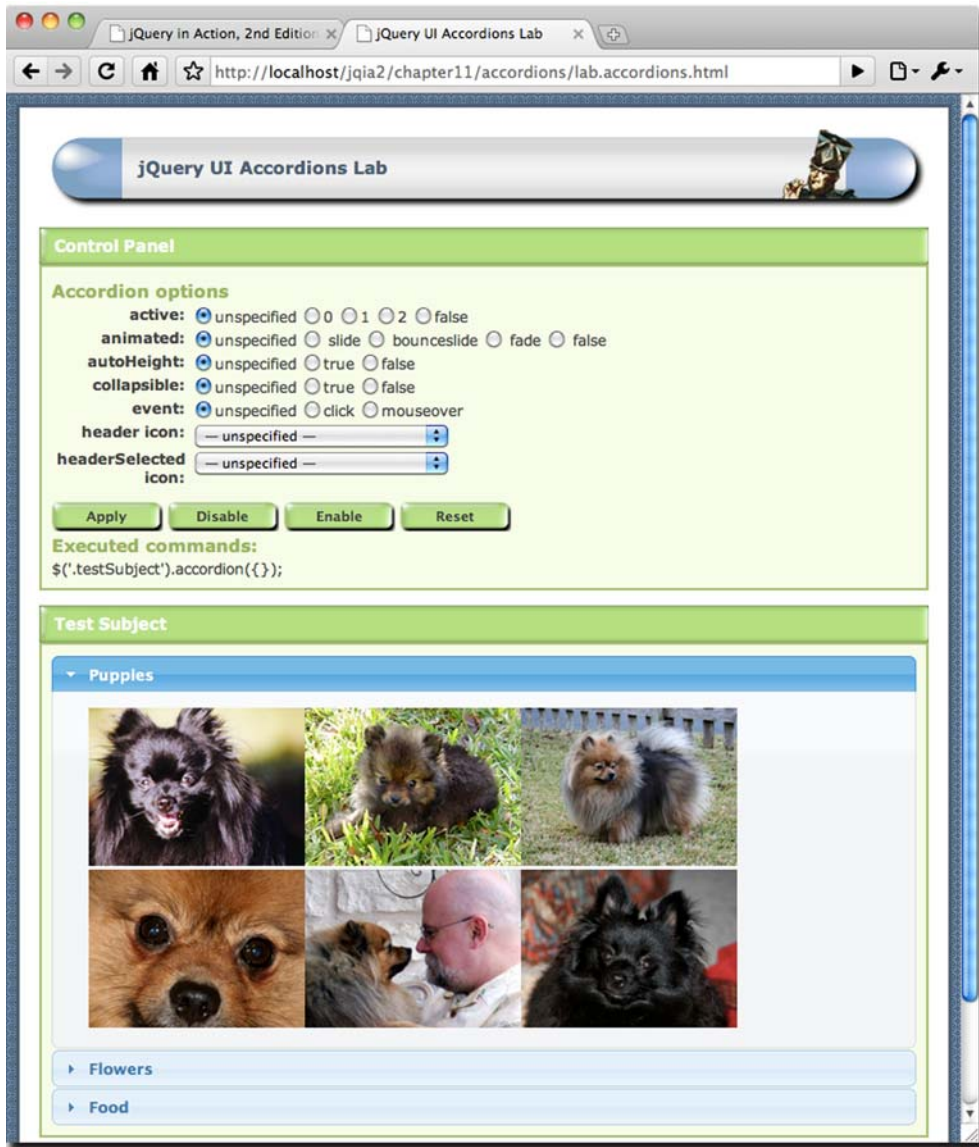 jQuery in Action, 2nd Edition
jQuery UI Accordions Lab
http://localhost/jqia2/chapter11/accordions/lab.accordions.html
jQuery UI Accordions Lab
Control Panel
Accordion options
active: unspecified 0 1 2 false
animated: unspecified slide bounceslide fade false
autoHeight: unspecified true false
collapsible: unspecified true false
event: unspecified click mouseover
header icon: — unspecified —
headerSelected icon: — unspecified —
Apply Disable Enable Reset
Executed commands:
$('.testSubject').accordion({});
Test Subject
Puppies
Flowers
Food